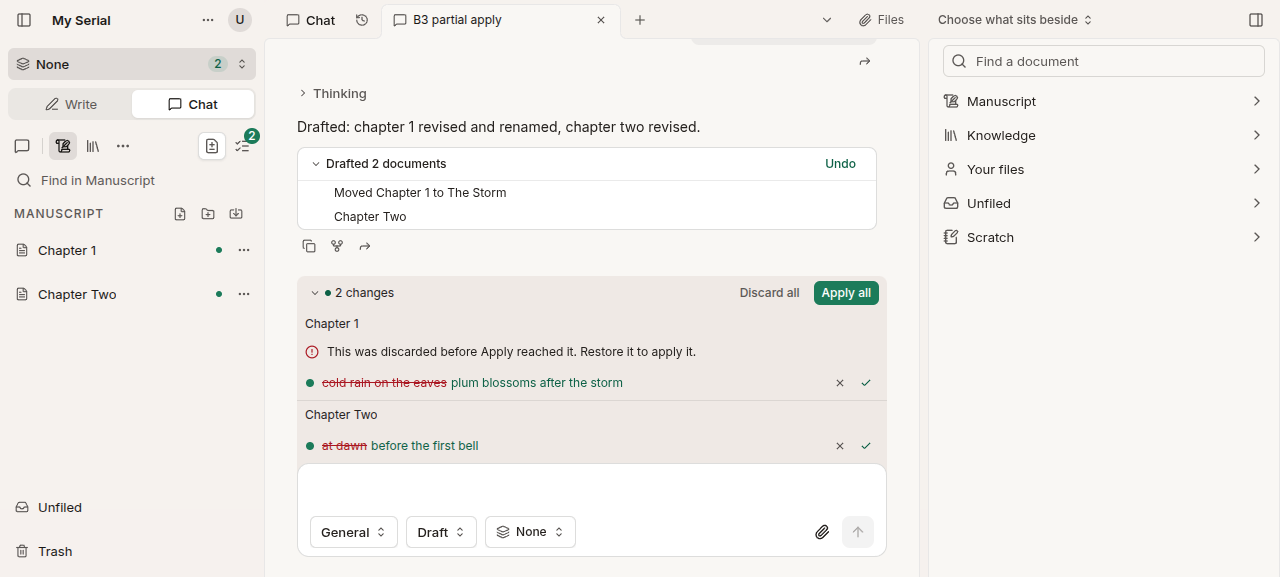 My Serial
U
Chat
B3 partial apply
Files
Choose what sits beside
None
2
Write
Chat
2
Find in Manuscript
MANUSCRIPT
Chapter 1
Chapter Two
Unfiled
Trash
Thinking
Drafted: chapter 1 revised and renamed, chapter two revised.
Drafted 2 documents
Undo
Moved Chapter 1 to The Storm
Chapter Two
2 changes
Discard all
Apply all
Chapter 1
This was discarded before Apply reached it. Restore it to apply it.
cold rain on the eaves plum blossoms after the storm
Chapter Two
at dawn before the first bell
General
Draft
None
Find a document
Manuscript
Knowledge
Your files
Unfiled
Scratch